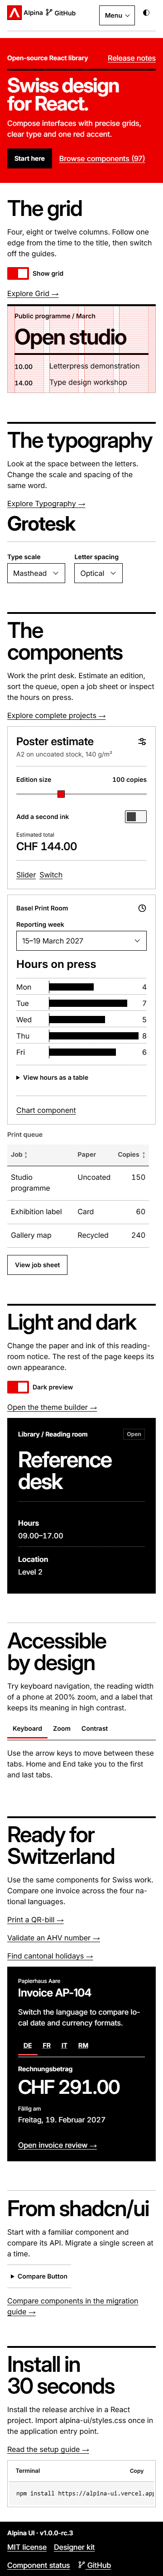 Alpina GitHub Menu
Open-source React library Release notes
Swiss design
for React.
Compose interfaces with precise grids,
clear type and one red accent.
Start here Browse components (97)
The grid
Four, eight or twelve columns. Follow one
edge from the time to the title, then switch
off the guides.
Show grid
Explore Grid →
Public programme / March
Open studio
10.00 Letterpress demonstration
14.00 Type design workshop
The typography
Look at the space between the letters.
Change the scale and spacing of the
same word.
Explore Typography →
Grotesk
Type scale Letter spacing
Masthead Optical
The
components
Work the print desk. Estimate an edition,
sort the queue, open a job sheet or inspect
the hours on press.
Explore complete projects →
Poster estimate
A2 on uncoated stock, 140 g/m²
Edition size 100 copies
Add a second ink
Estimated total
CHF 144.00
Slider Switch
Basel Print Room
Reporting week
15–19 March 2027
Hours on press
Mon 4
Tue 7
Wed 5
Thu 8
Fri 6
View hours as a table
Chart component
Print queue
Job Paper Copies
Studio
programme Uncoated 150
Exhibition label Card 60
Gallery map Recycled 240
View job sheet
Light and dark
Change the paper and ink of this reading-
room notice. The rest of the page keeps its
own appearance.
Dark preview
Open the theme builder →
Library / Reading room Open
Reference
desk
Hours
09.00–17.00
Location
Level 2
Accessible
by design
Try keyboard navigation, the reading width
of a phone at 200% zoom, and a label that
keeps its meaning in high contrast.
Keyboard Zoom Contrast
Use the arrow keys to move between these
tabs. Home and End take you to the first
and last tabs.
Ready for
Switzerland
Use the same components for Swiss work.
Compare one invoice across the four na-
tional languages.
Print a QR-bill →
Validate an AHV number →
Find cantonal holidays →
Papierhaus Aare
Invoice AP-104
Switch the language to compare lo-
cal date and currency formats.
DE FR IT RM
Rechnungsbetrag
CHF 291.00
Fällig am
Freitag, 19. Februar 2027
Open invoice review →
From shadcn/ui
Start with a familiar component and
compare its API. Migrate a single screen at
a time.
Compare Button
Compare components in the migration
guide →
Install in
30 seconds
Install the release archive in a React
project. Import alpina-ui/styles.css once in
the application entry point.
Read the setup guide →
Terminal Copy
npm install https://alpina-ui.vercel.app
Alpina UI · v1.0.0-rc.3
MIT license Designer kit
Component status GitHub